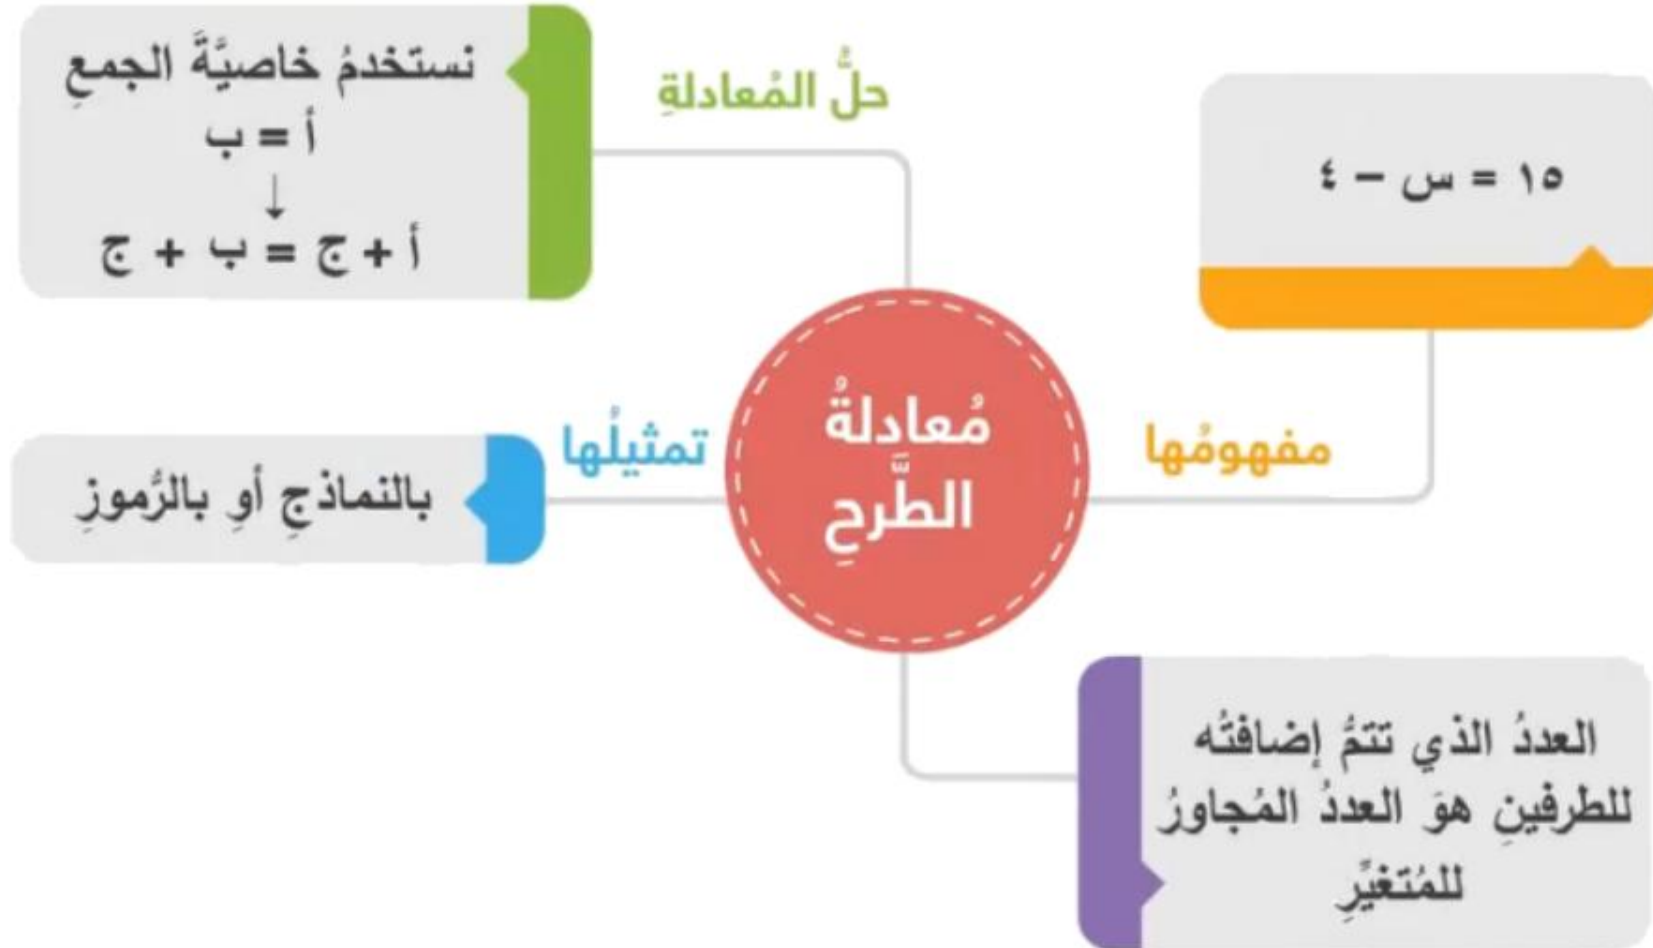 حلُّ المُعادلةِ
نستخدمُ خاصيَّةَ الجمعِ
أ = ب
↓
أ + ج = ب + ج
١٥ = س – ٤
مفهومُها
مُعادلةُ
الطَّرحِ
تمثيلُها
بالنماذجِ أوِ بالرُّموزِ
العددُ الذي تتمُّ إضافتُه
للطرفينِ هوَ العددُ المُجاورُ
للمُتغيِّرِ